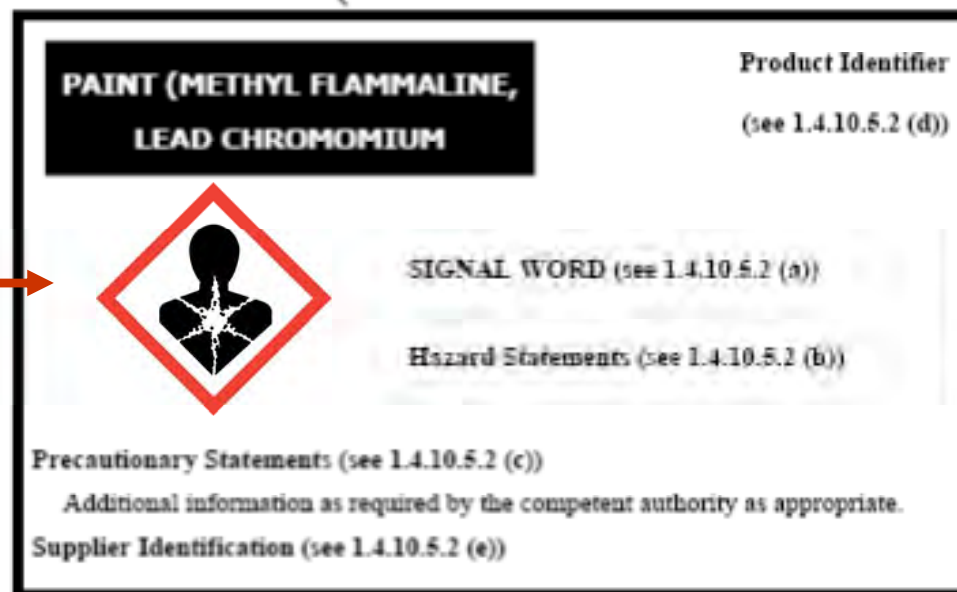 PAINT (METHYL FLAMMALINE,
LEAD CHROMOMIUM
Product Identifier
(see 1.4.10.5.2 (d))
SIGNAL WORD (see 1.4.10.5.2 (a))
Hazard Statements (see 1.4.10.5.2 (b))
Precautionary Statements (see 1.4.10.5.2 (c))
Additional information as required by the competent authority as appropriate.
Supplier Identification (see 1.4.10.5.2 (e))